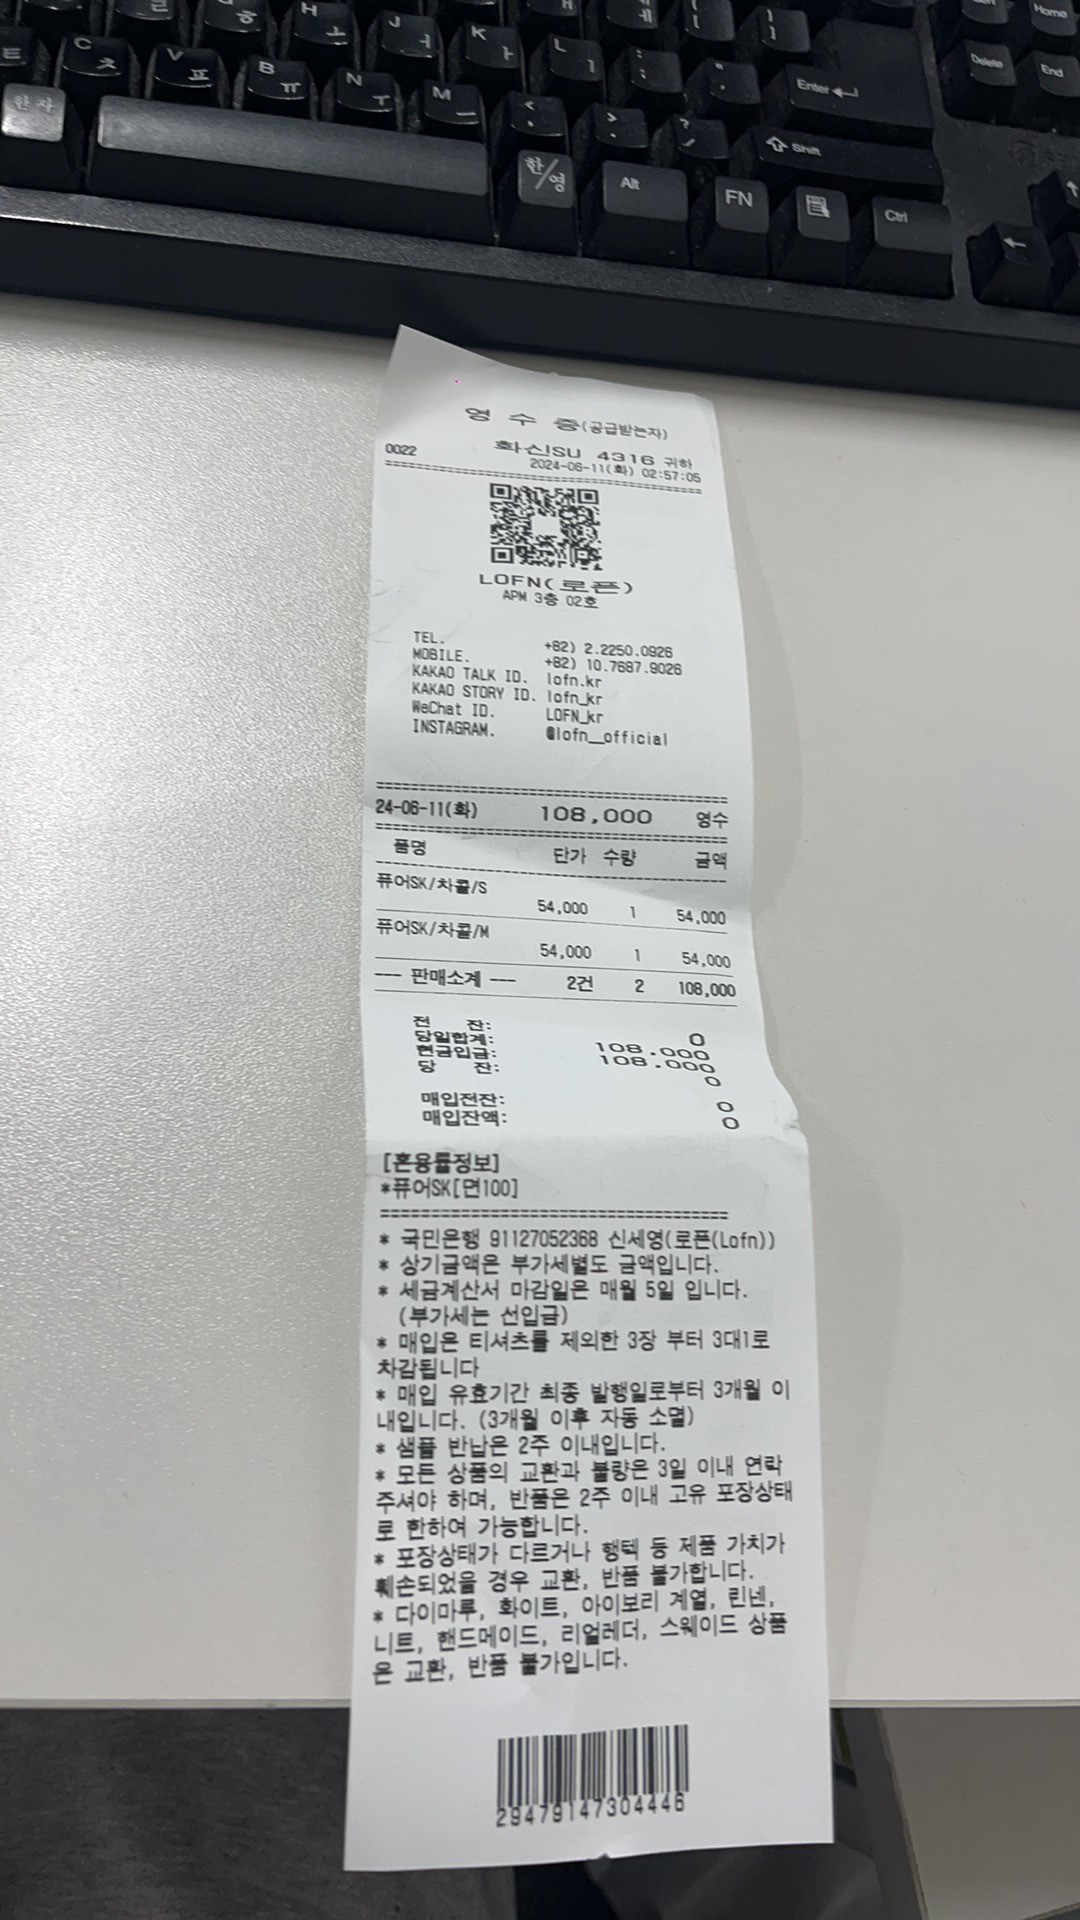 H ㅗ
J ㅓ
K ㅏ
L ㅣ
C ㅊ
V ㅍ
B ㅠ
N ㅜ
M ㅡ
Enter
Delete
Home
End
Shift
한자
한/영
Alt
FN
Ctrl
영 수 증(공급받는자)
0022 화신SU 4316 귀하
2024-06-11(화) 02:57:05
LOFN(로픈)
APM 3층 02호
TEL. +82) 2.2250.0926
MOBILE. +82) 10.7687.9026
KAKAO TALK ID. lofn.kr
KAKAO STORY ID. lofn_kr
WeChat ID. LOFN_kr
INSTAGRAM. @lofn__official
24-06-11(화) 108,000 영수
품명 단가 수량 금액
퓨어SK/차콜/S
54,000 1 54,000
퓨어SK/차콜/M
54,000 1 54,000
--- 판매소계 --- 2건 2 108,000
전 잔: 0
당일합계: 108.000
현금입금: 108.000
당 잔: 0
매입전잔: 0
매입잔액: 0
[혼용률정보]
*퓨어SK[면100]
* 국민은행 91127052368 신세영(로픈(Lofn))
* 상기금액은 부가세별도 금액입니다.
* 세금계산서 마감일은 매월 5일 입니다.
(부가세는 선입금)
* 매입은 티셔츠를 제외한 3장 부터 3대1로
차감됩니다
* 매입 유효기간 최종 발행일로부터 3개월 이
내입니다. (3개월 이후 자동 소멸)
* 샘플 반납은 2주 이내입니다.
* 모든 상품의 교환과 불량은 3일 이내 연락
주셔야 하며, 반품은 2주 이내 고유 포장상태
로 한하여 가능합니다.
* 포장상태가 다르거나 행텍 등 제품 가치가
훼손되었을 경우 교환, 반품 불가합니다.
* 다이마루, 화이트, 아이보리 계열, 린넨,
니트, 핸드메이드, 리얼레더, 스웨이드 상품
은 교환, 반품 불가입니다.
29479147304446